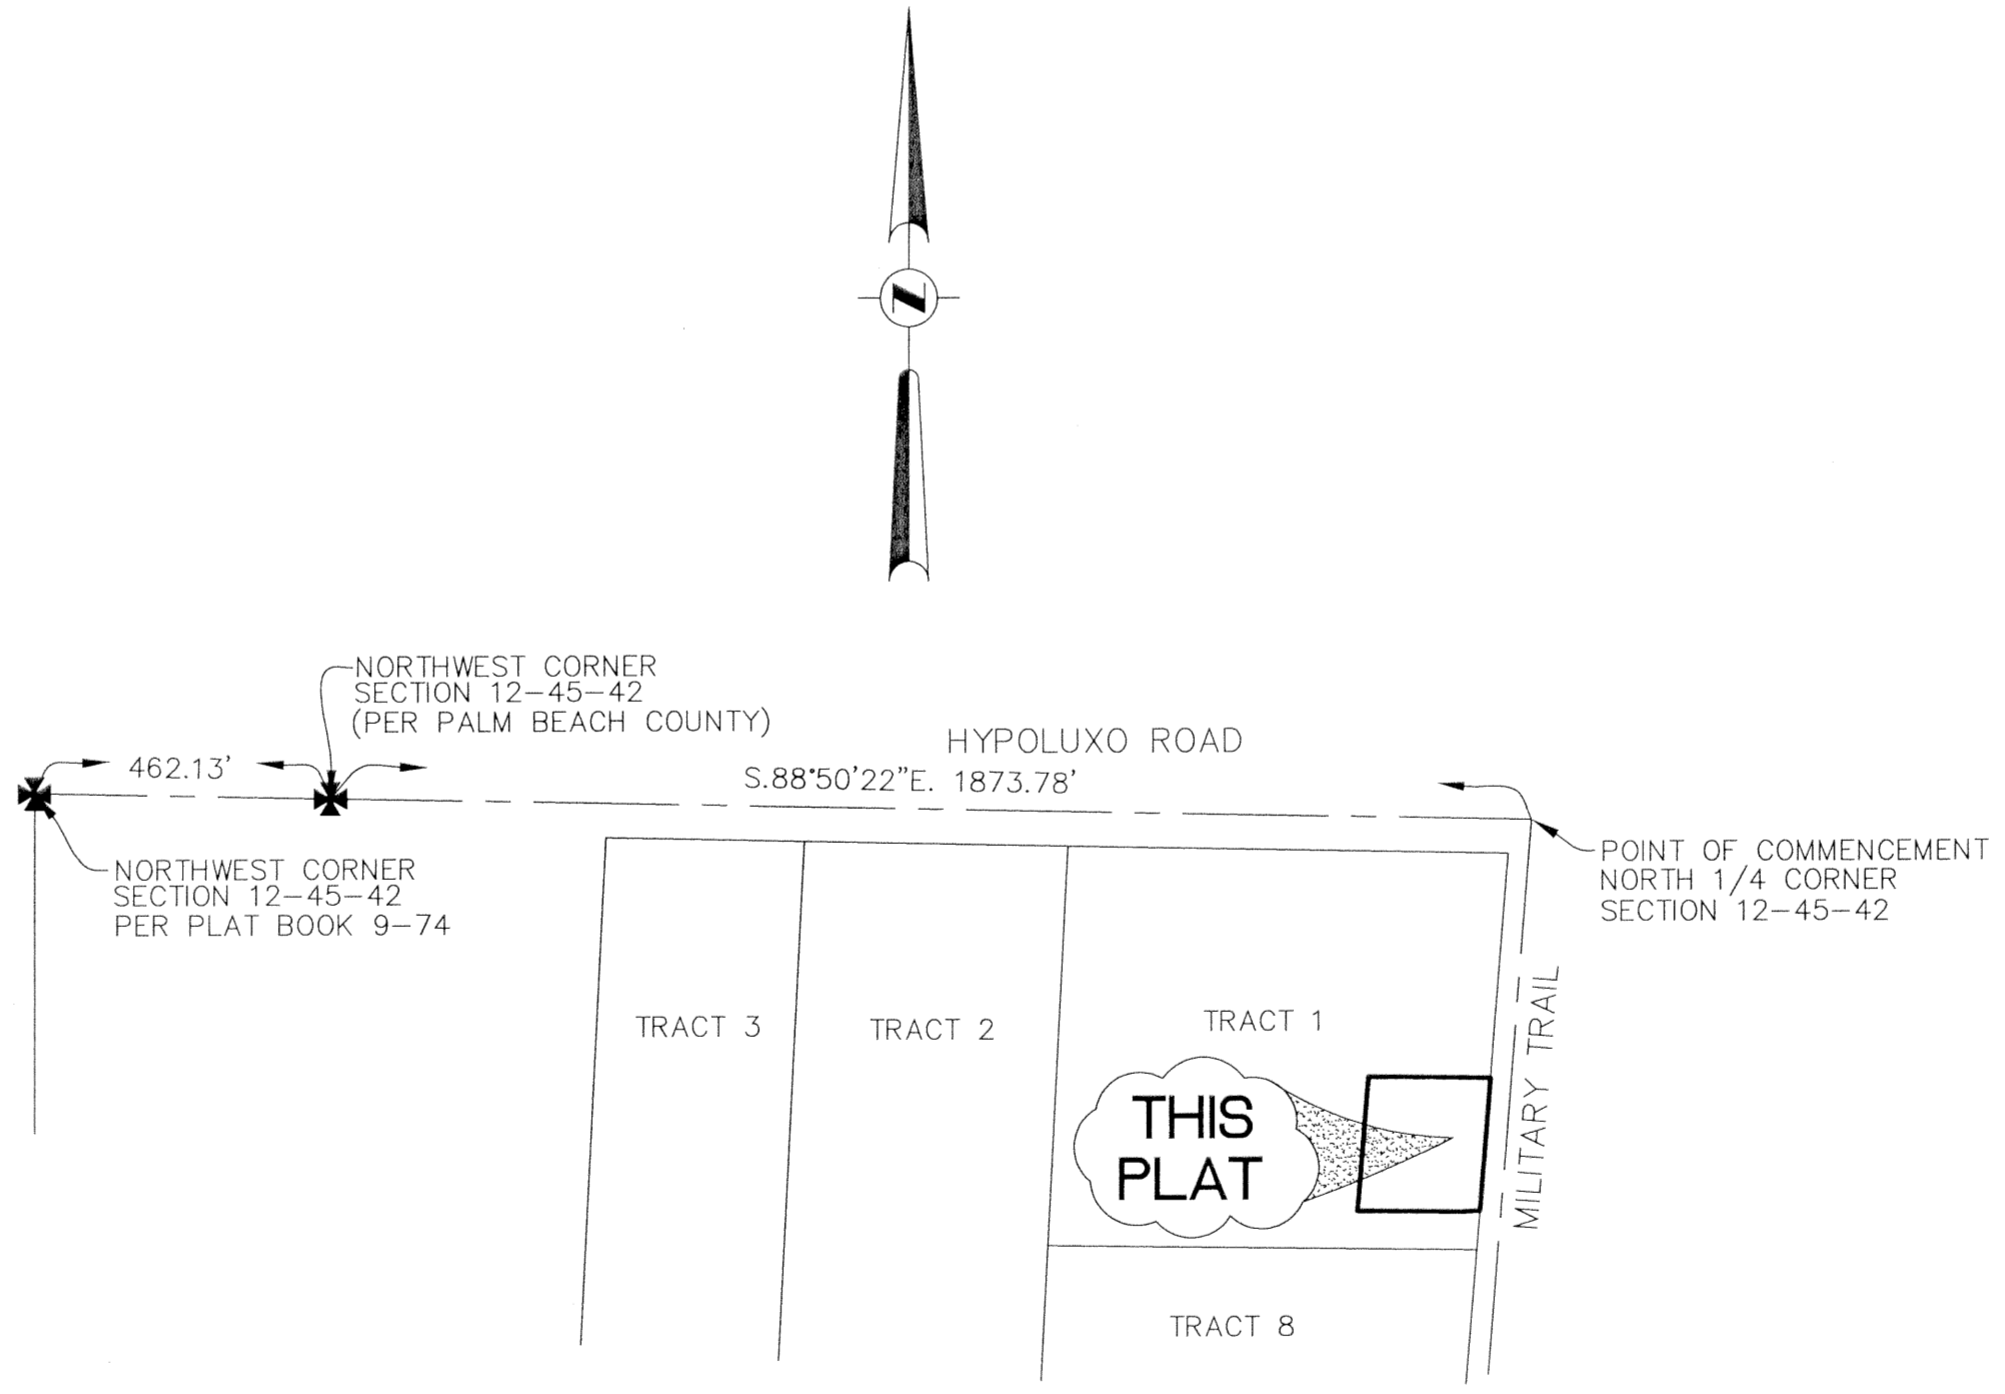 N
NORTHWEST CORNER
SECTION 12-45-42
(PER PALM BEACH COUNTY)
HYPOLUXO ROAD
462.13'
S.88°50'22"E. 1873.78'
NORTHWEST CORNER
SECTION 12-45-42
PER PLAT BOOK 9-74
POINT OF COMMENCEMENT
NORTH 1/4 CORNER
SECTION 12-45-42
TRACT 3
TRACT 2
TRACT 1
MILITARY TRAIL
THIS
PLAT
TRACT 8